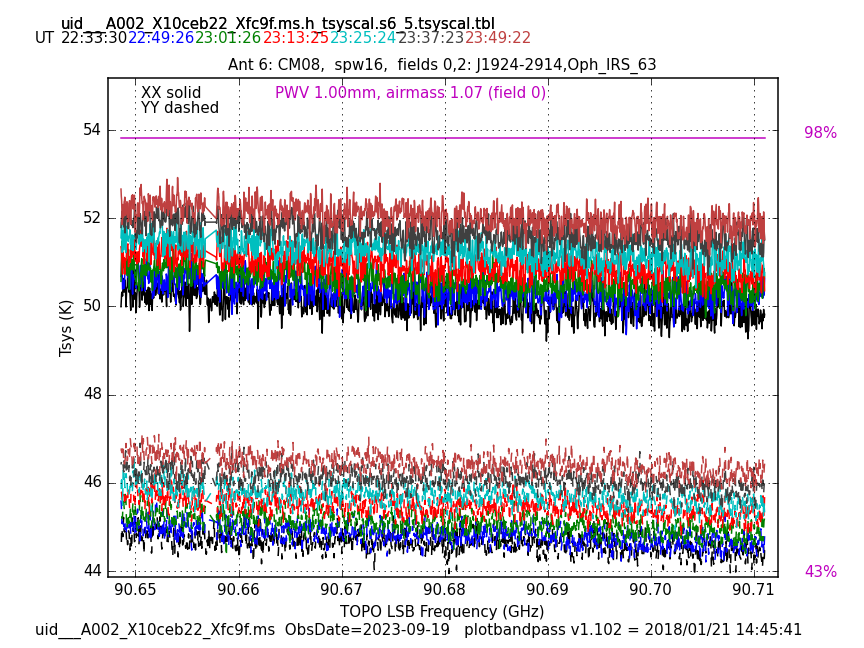 uid___A002_X10ceb22_Xfc9f.ms.h_tsyscal.s6_5.tsyscal.tbl
UT 22:33:30 22:49:26 23:01:26 23:13:25 23:25:24 23:37:23 23:49:22
Ant 6: CM08, spw16, fields 0,2: J1924-2914,Oph_IRS_63
XX solid PWV 1.00mm, airmass 1.07 (field 0)
YY dashed
98%
54
52
50
48
46
44
43%
Tsys (K)
90.65 90.66 90.67 90.68 90.69 90.70 90.71
TOPO LSB Frequency (GHz)
uid___A002_X10ceb22_Xfc9f.ms ObsDate=2023-09-19 plotbandpass v1.102 = 2018/01/21 14:45:41